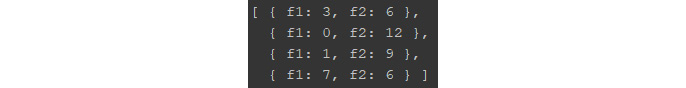 [ { f1: 3, f2: 6 },
{ f1: 0, f2: 12 },
{ f1: 1, f2: 9 },
{ f1: 7, f2: 6 } ]